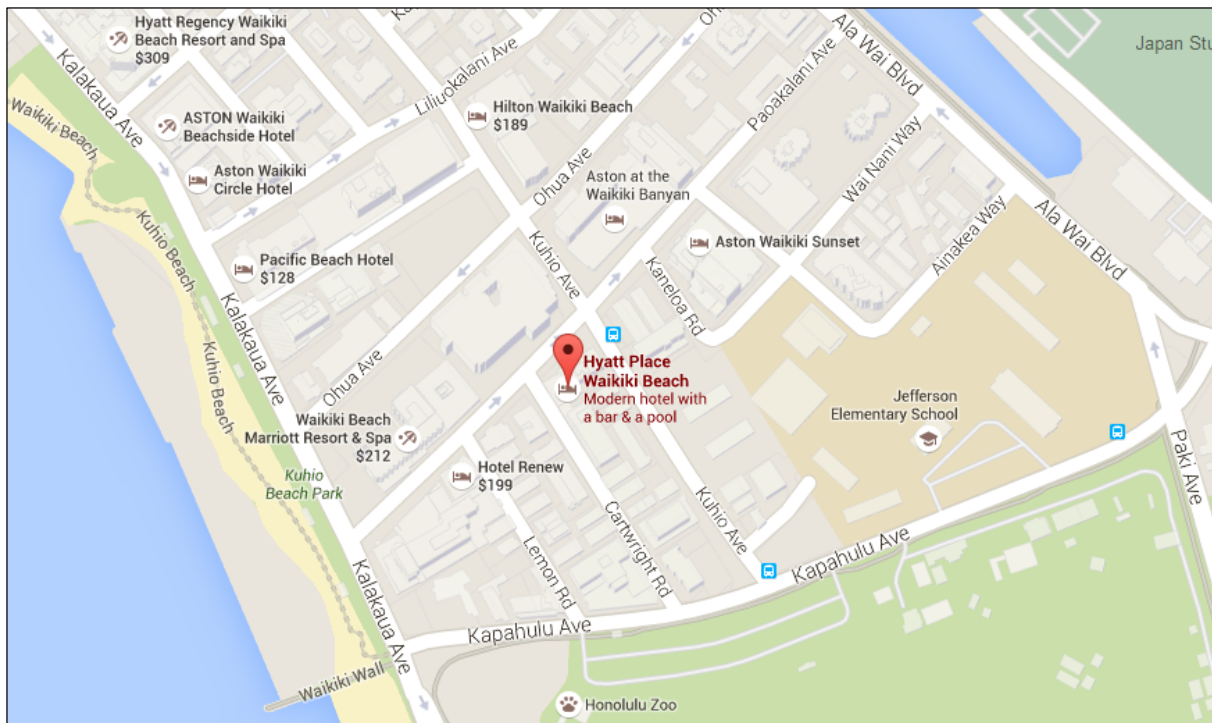 Hyatt Regency Waikiki
Beach Resort and Spa
$309
Kalakaua Ave
Liliuokalani Ave
Ohua Ave
Paoakalani Ave
Ala Wai Blvd
Japan Stu
Waikiki Beach
ASTON Waikiki
Beachside Hotel
Hilton Waikiki Beach
$189
Wai Nani Way
Aston Waikiki
Circle Hotel
Aston at the
Waikiki Banyan
Kuhio Beach
Pacific Beach Hotel
$128
Kuhio Ave
Aston Waikiki Sunset
Kaneloa Rd
Ainakea Way
Ala Wai Blvd
Kalakaua Ave
Kuhio Beach
Ohua Ave
Hyatt Place
Waikiki Beach
Modern hotel with
a bar & a pool
Jefferson
Elementary School
Waikiki Beach
Marriott Resort & Spa
$212
Hotel Renew
$199
Kuhio
Beach Park
Paki Ave
Kuhio Ave
Cartwright Rd
Lemon Rd
Kapahulu Ave
Kalakaua Ave
Kapahulu Ave
Waikiki Wall
Honolulu Zoo